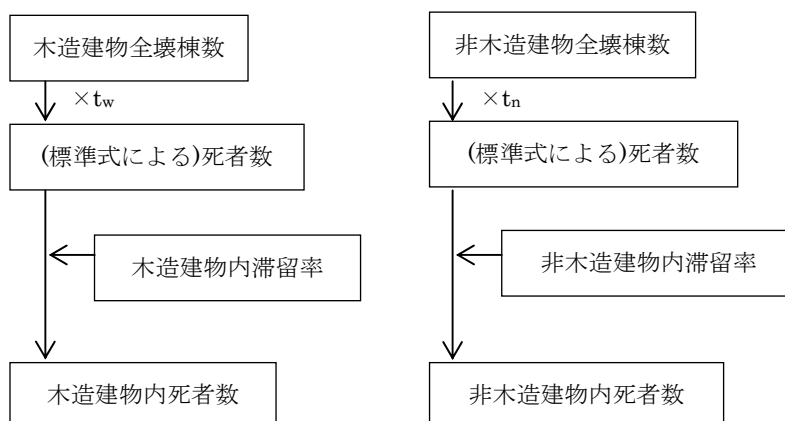 木造建物全壊棟数
×tw
(標準式による)死者数
木造建物内滞留率
木造建物内死者数
非木造建物全壊棟数
×tn
(標準式による)死者数
非木造建物内滞留率
非木造建物内死者数